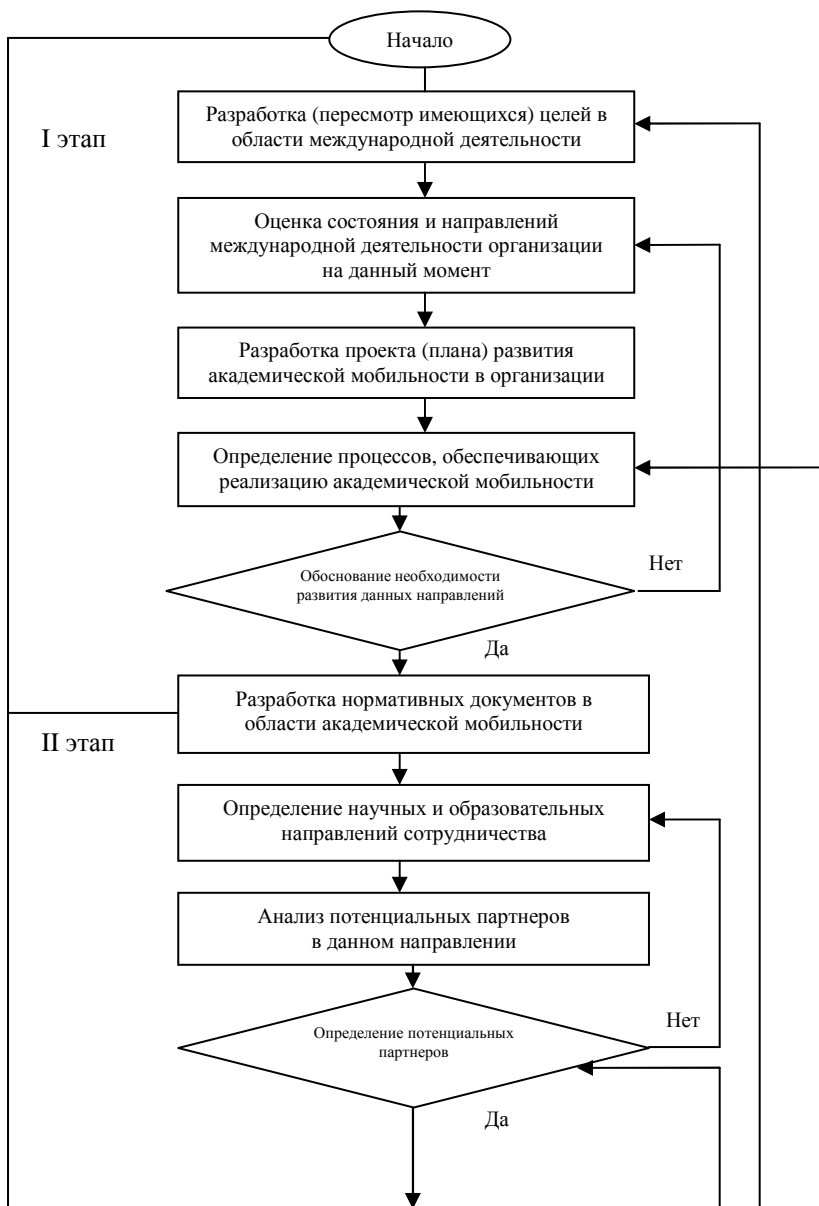 Начало
I этап
Разработка (пересмотр имеющихся) целей в
области международной деятельности
Оценка состояния и направлений
международной деятельности организации
на данный момент
Разработка проекта (плана) развития
академической мобильности в организации
Определение процессов, обеспечивающих
реализацию академической мобильности
Обоснование необходимости
развития данных направлений
Нет
Да
Разработка нормативных документов в
области академической мобильности
II этап
Определение научных и образовательных
направлений сотрудничества
Анализ потенциальных партнеров
в данном направлении
Определение потенциальных
партнеров
Нет
Да